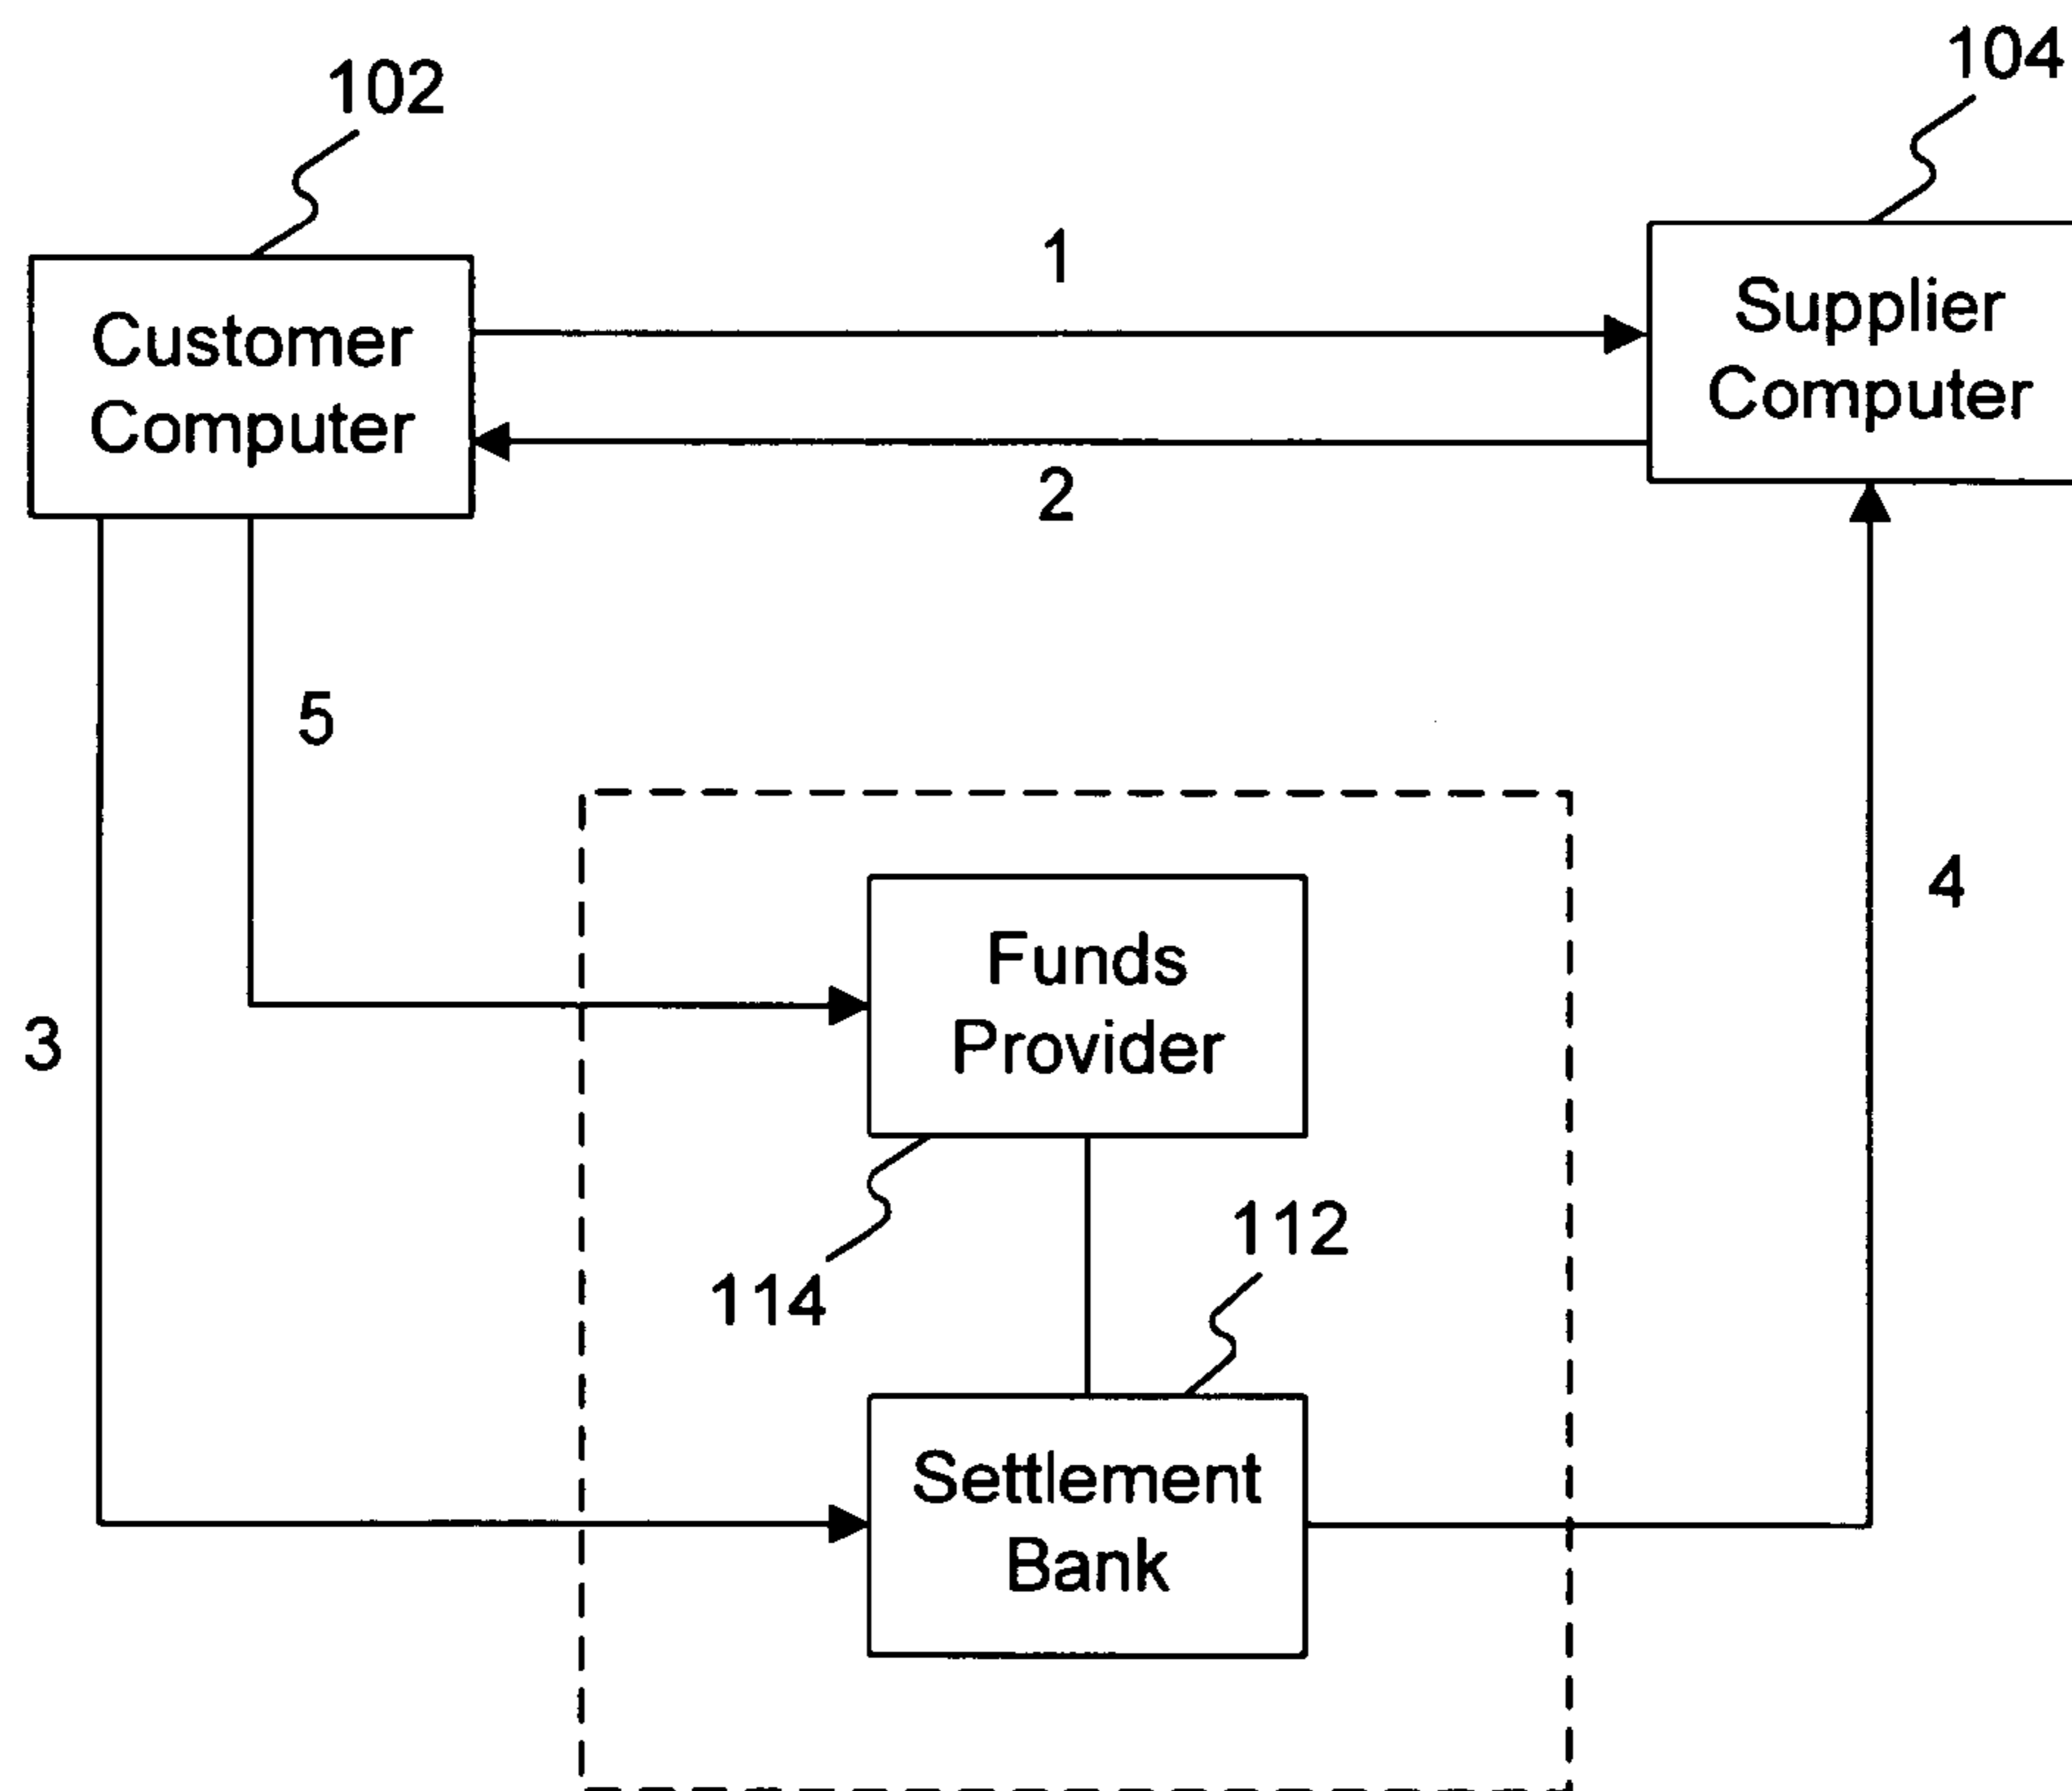 102
104
Customer
Computer
1
Supplier
Computer
2
5
3
4
Funds
Provider
114
112
Settlement
Bank